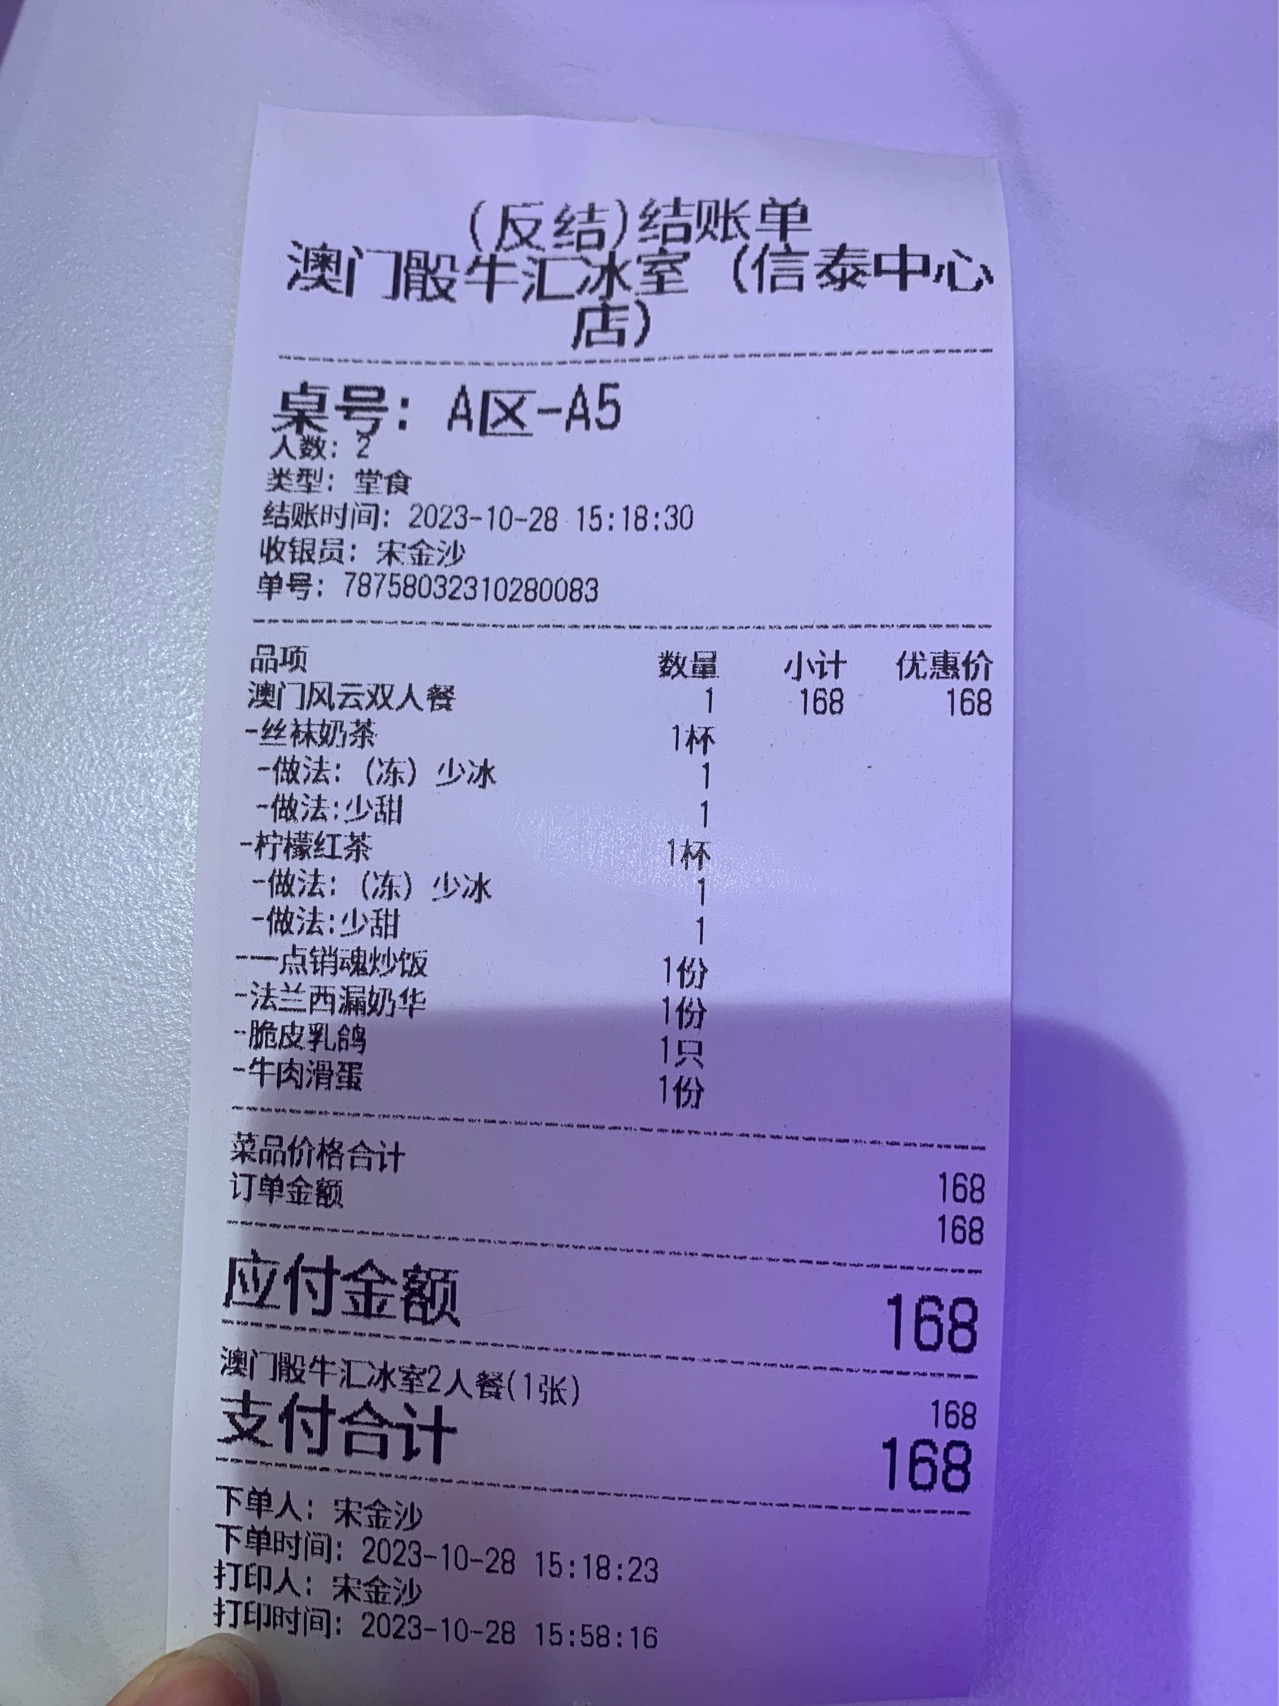 (反结)结账单
澳门骰牛汇冰室（信泰中心
店）
桌号：A区-A5
人数：2
类型：堂食
结账时间：2023-10-28 15:18:30
收银员：宋金沙
单号：78758032310280083
品项 数量 小计 优惠价
澳门风云双人餐 1 168 168
-丝袜奶茶 1杯
-做法：（冻）少冰 1
-做法:少甜 1
-柠檬红茶 1杯
-做法：（冻）少冰 1
-做法:少甜 1
-一点销魂炒饭 1份
-法兰西漏奶华 1份
-脆皮乳鸽 1只
-牛肉滑蛋 1份
菜品价格合计 168
订单金额 168
应付金额 168
澳门骰牛汇冰室2人餐(1张) 168
支付合计 168
下单人：宋金沙
下单时间：2023-10-28 15:18:23
打印人：宋金沙
打印时间：2023-10-28 15:58:16